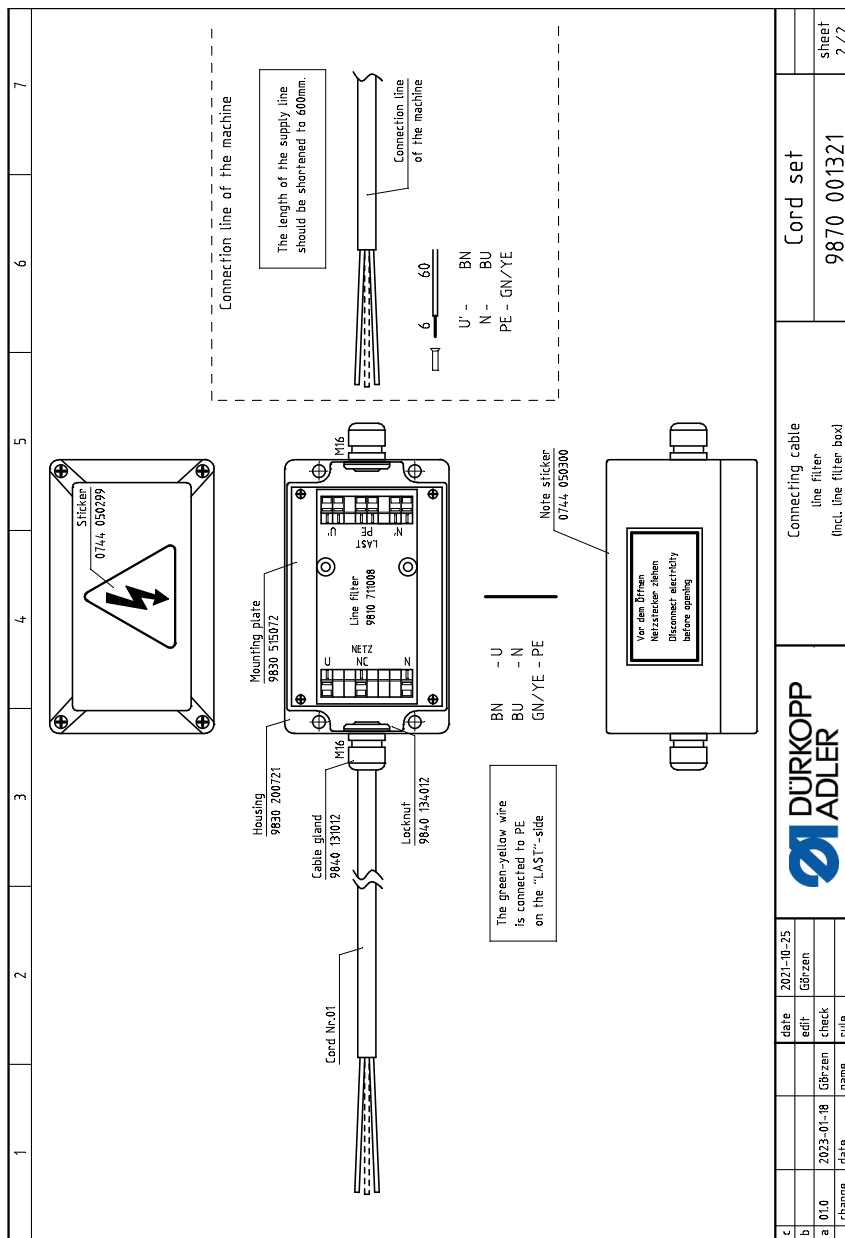 1
2
3
4
5
6
7
Sticker
0744 050299
Housing
9830 200721
Mounting plate
9830 515072
Cable gland
9840 131012
Locknut
9840 134012
Cord Nr.01
M16
M16
U
NC
N
NETZ
Line filter
9810 711008
LAST
U'
PE
N'
BN - U
BU - N
GN/YE - PE
The green-yellow wire
is connected to PE
on the "LAST"-side
Connection line of the machine
The length of the supply line
should be shortened to 600mm.
Connection line
of the machine
6
60
U' - BN
N - BU
PE - GN/YE
Note sticker
0744 050300
Vor dem Öffnen
Netzstecker ziehen
Disconnect electricity
before opening
c
b
a 01.0 2023-01-18 Görzen
change date name
date 2021-10-25
edit Görzen
check
rule
DÜRKOPP
ADLER
Connecting cable
line filter
(incl. line filter box)
Cord set
9870 001321
sheet
2/2